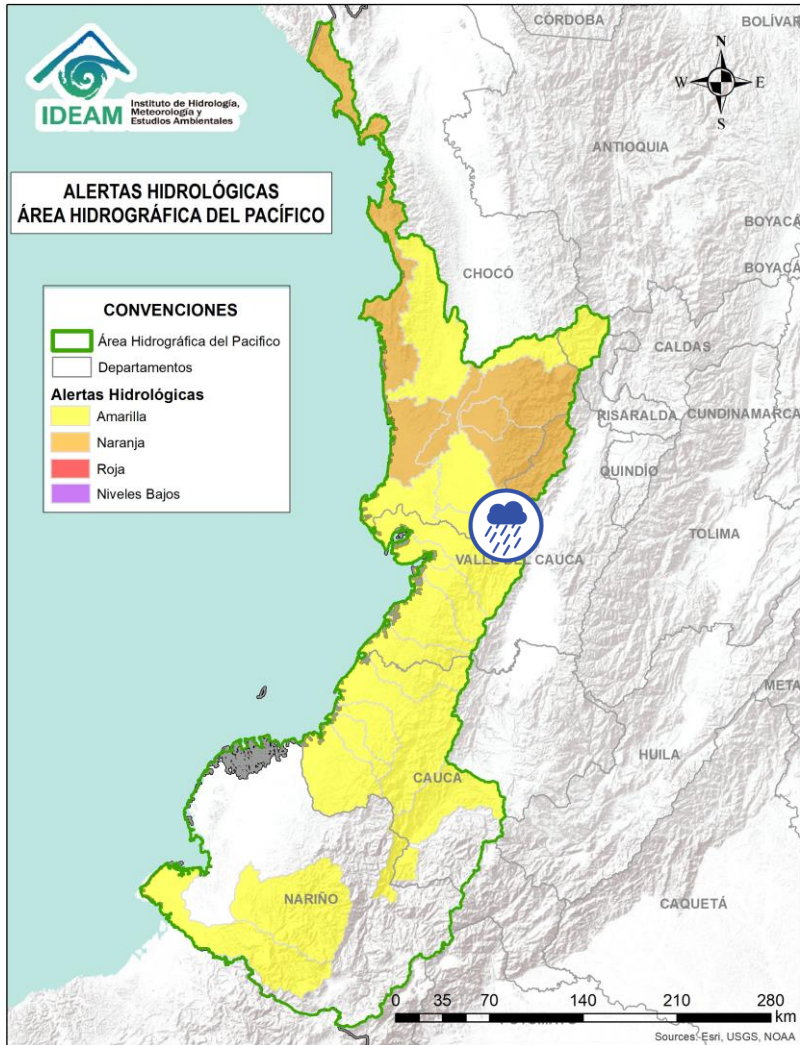 CÓRDOBA
BOLÍVAR
N
W
E
S
IDEAM
Instituto de Hidrología,
Meteorología y
Estudios Ambientales
ANTIOQUIA
ALERTAS HIDROLÓGICAS
ÁREA HIDROGRÁFICA DEL PACÍFICO
BOYACÁ
BOYACÁ
CHOCÓ
CONVENCIONES
Área Hidrográfica del Pacifico
Departamentos
Alertas Hidrológicas
Amarilla
Naranja
Roja
Niveles Bajos
CALDAS
RISARALDA
CUNDINAMARCA
QUINDÍO
TOLIMA
VALLE DEL CAUCA
META
HUILA
CAUCA
NARIÑO
CAQUETÁ
0 35 70 140 210 280
km
Sources: Esri, USGS, NOAA